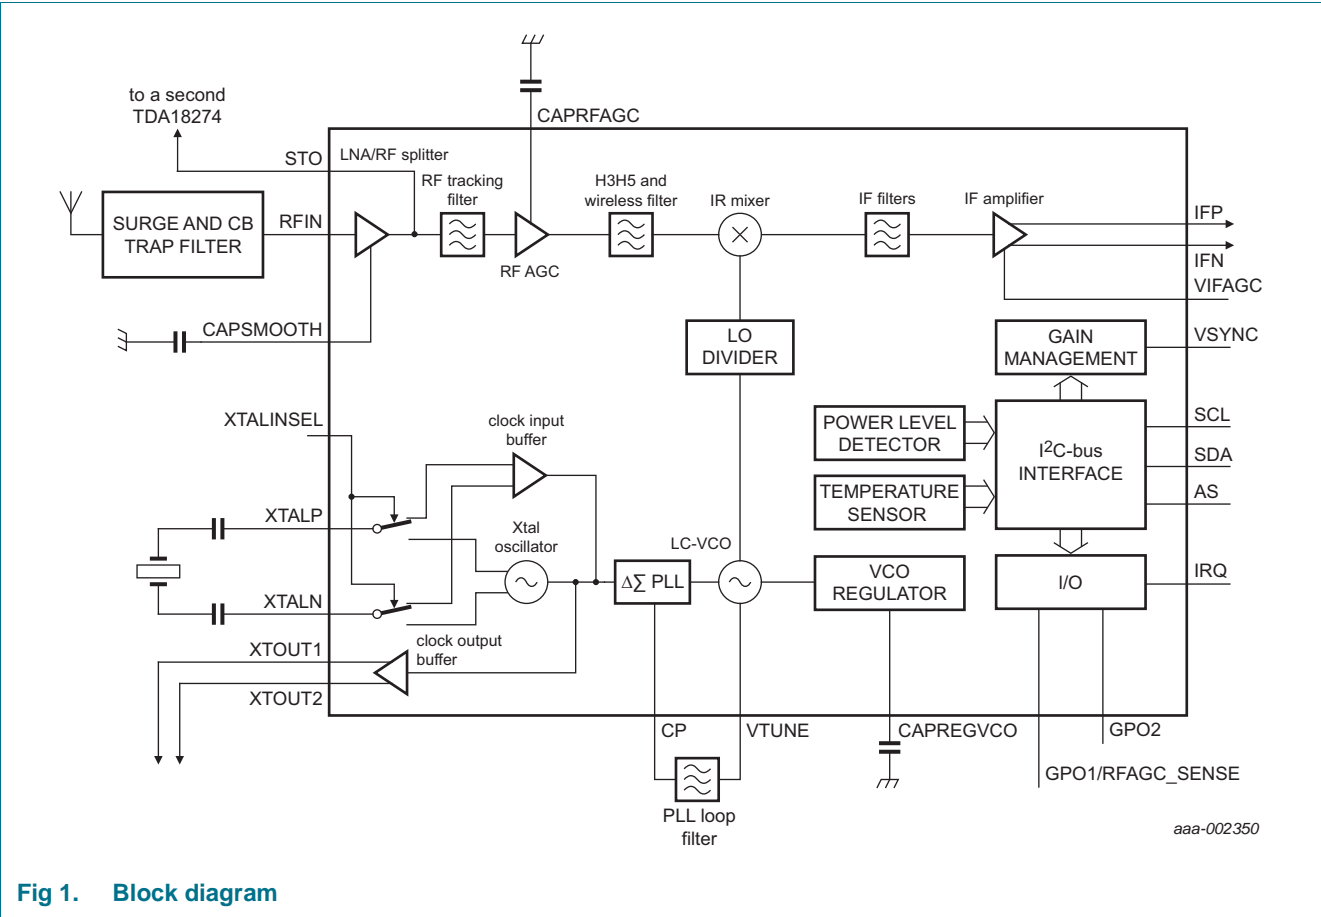 to a second
TDA18274
CAPRFAGC
STO
LNA/RF splitter
RF tracking
filter
H3H5 and
wireless filter
IR mixer
IF filters
IF amplifier
SURGE AND CB
TRAP FILTER
RFIN
RF AGC
IFP
IFN
VIFAGC
CAPSMOOTH
LO
DIVIDER
GAIN
MANAGEMENT
VSYNC
XTALINSEL
clock input
buffer
POWER LEVEL
DETECTOR
I2C-bus
INTERFACE
SCL
SDA
AS
TEMPERATURE
SENSOR
XTALP
Xtal
oscillator
LC-VCO
Δ∑ PLL
VCO
REGULATOR
I/O
IRQ
XTALN
XTOUT1
clock output
buffer
XTOUT2
CP
VTUNE
CAPREGVCO
GPO2
GPO1/RFAGC_SENSE
PLL loop
filter
aaa-002350
Fig 1. Block diagram